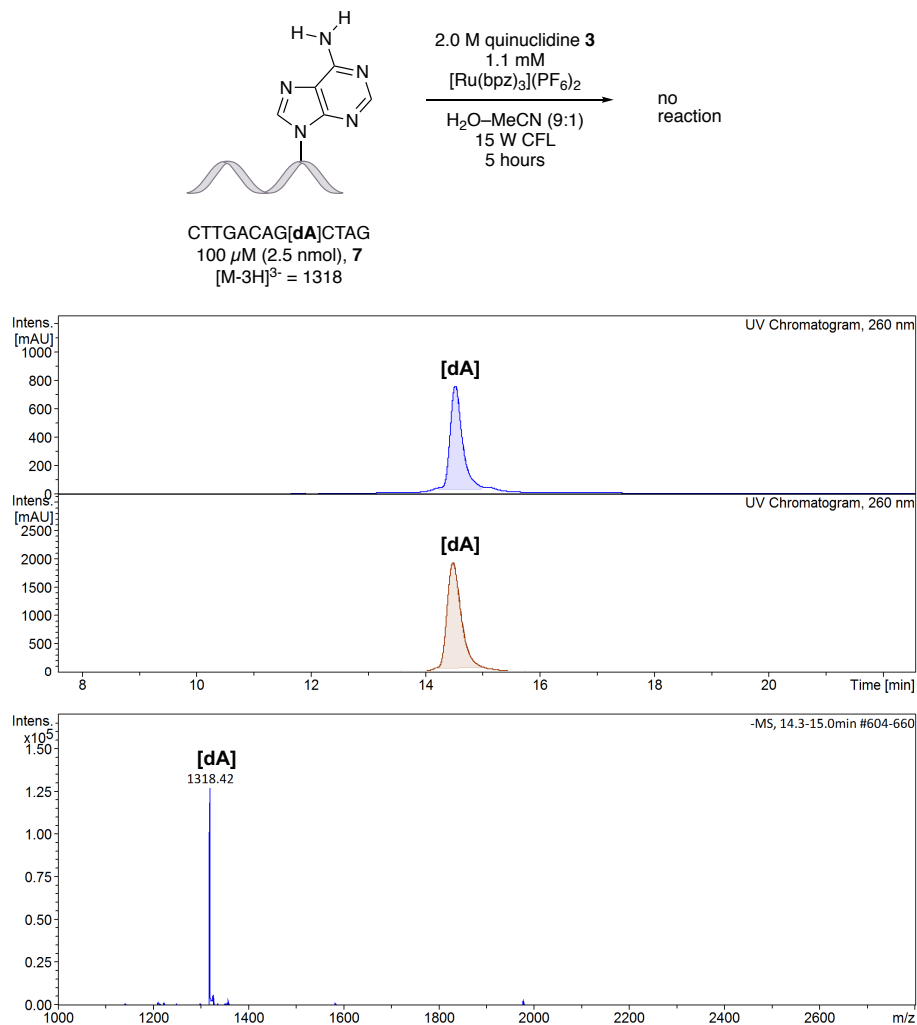 H
H
N
N
N
N
N
2.0 M quinuclidine 3
1.1 mM
[Ru(bpz)₃](PF₆)₂
H₂O–MeCN (9:1)
15 W CFL
5 hours
no
reaction
CTTGACAG[dA]CTAG
100 µM (2.5 nmol), 7
[M-3H]³⁻ = 1318
Intens.
[mAU]
UV Chromatogram, 260 nm
1000
800
600
400
200
0
[dA]
Intens.
[mAU]
UV Chromatogram, 260 nm
2500
2000
1500
1000
500
0
[dA]
8 10 12 14 16 18 20 Time [min]
Intens.
x10⁵
-MS, 14.3-15.0min #604-660
1.50
1.25
1.00
0.75
0.50
0.25
0.00
[dA]
1318.42
1000 1200 1400 1600 1800 2000 2200 2400 2600 m/z